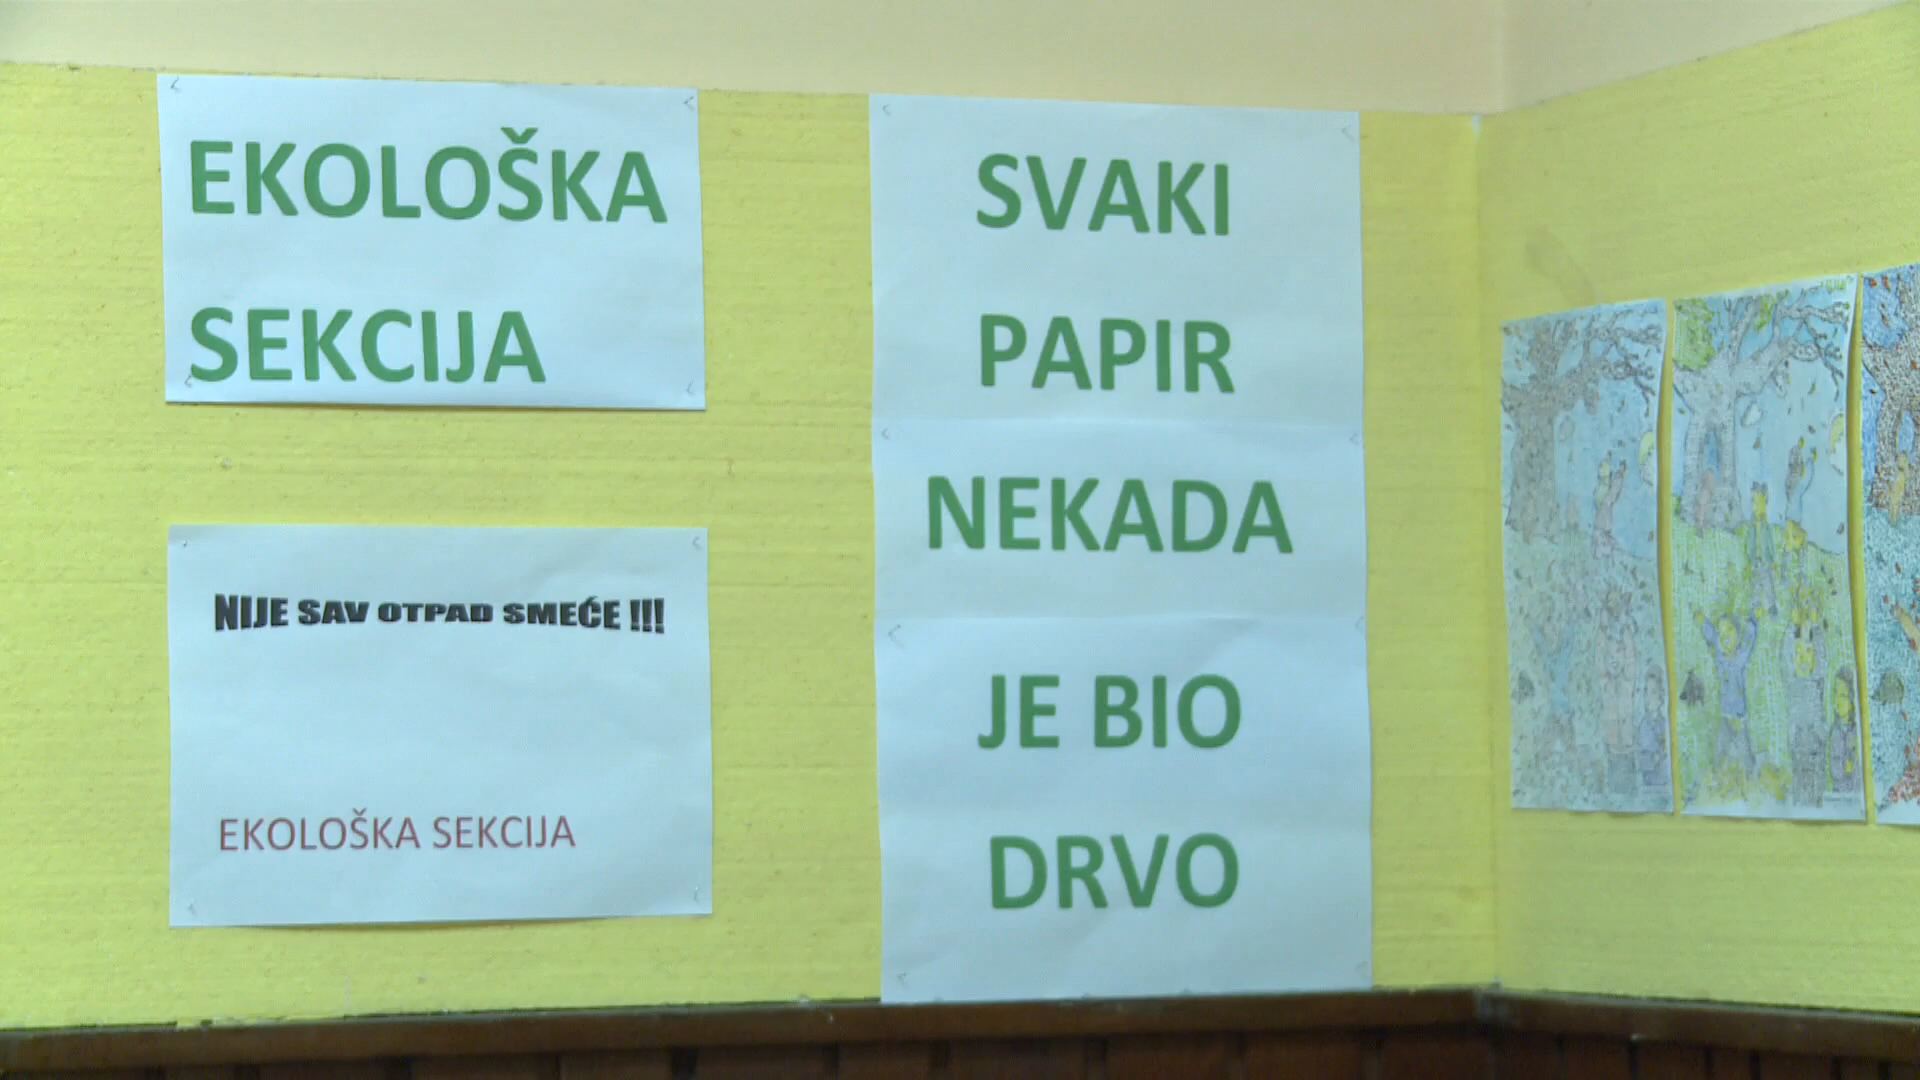 EKOLOŠKA
SEKCIJA
NIJE SAV OTPAD SMEĆE !!!
EKOLOŠKA SEKCIJA
SVAKI
PAPIR
NEKADA
JE BIO
DRVO